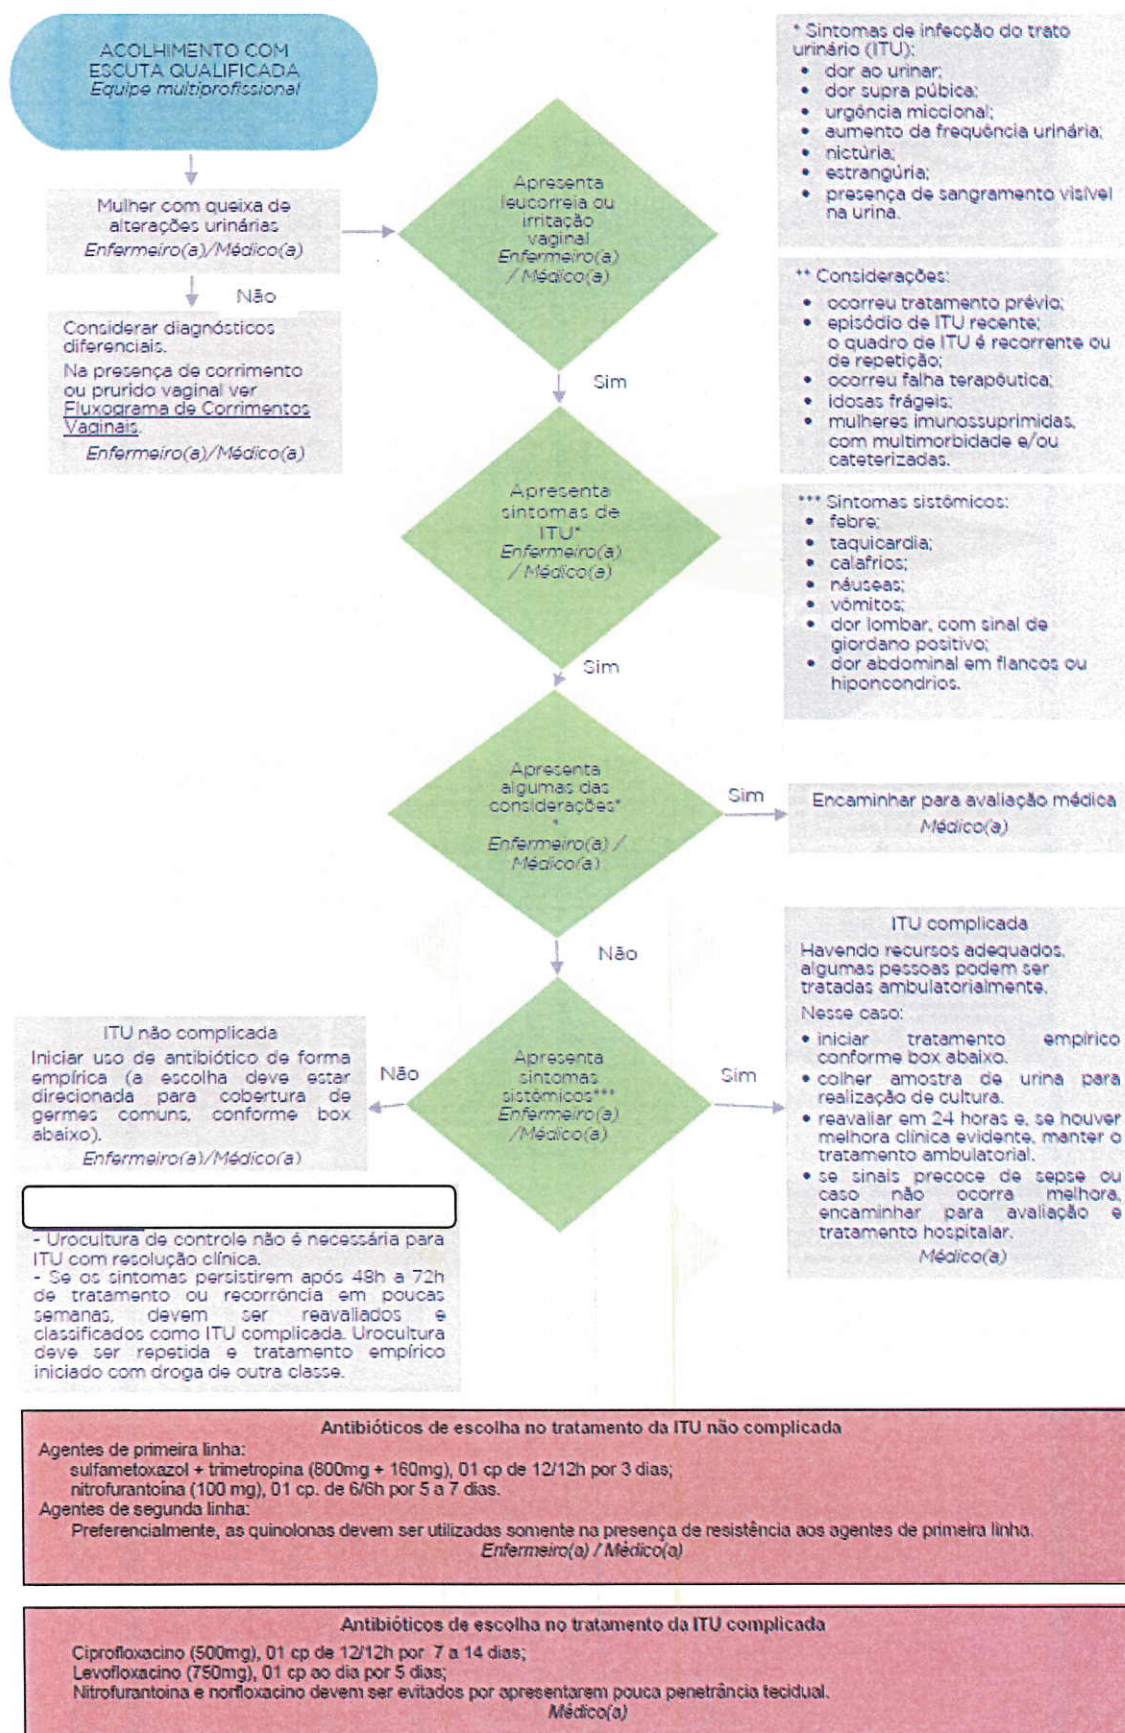 ACOLHIMENTO COM
ESCUTA QUALIFICADA
Equipe multiprofissional
Mulher com queixa de
alterações urinárias
Enfermeiro(a)/Médico(a)
Não
Considerar diagnósticos
diferenciais.
Na presença de corrimento
ou prurido vaginal ver
Fluxograma de Corrimentos
Vaginais.
Enfermeiro(a)/Médico(a)
Apresenta
leucorreia ou
irritação
vaginal
Enfermeiro(a)
/ Médico(a)
Sim
Apresenta
sintomas de
ITU*
Enfermeiro(a)
/ Médico(a)
Sim
Apresenta
algumas das
considerações*
*
Enfermeiro(a) /
Médico(a)
Sim
Encaminhar para avaliação médica
Médico(a)
Não
Apresenta
sintomas
sistêmicos***
Enfermeiro(a)
/Médico(a)
Não
Sim
* Sintomas de infecção do trato
urinário (ITU):
• dor ao urinar;
• dor supra púbica;
• urgência miccional;
• aumento da frequência urinária;
• nictúria;
• estrangúria;
• presença de sangramento visível
na urina.
** Considerações:
• ocorreu tratamento prévio;
• episódio de ITU recente;
o quadro de ITU é recorrente ou
de repetição;
• ocorreu falha terapêutica;
• idosas frágeis;
• mulheres imunossuprimidas,
com multimorbidade e/ou
cateterizadas.
*** Sintomas sistêmicos:
• febre;
• taquicardia;
• calafrios;
• náuseas;
• vômitos;
• dor lombar, com sinal de
giordano positivo;
• dor abdominal em flancos ou
hiponcondrios.
ITU complicada
Havendo recursos adequados,
algumas pessoas podem ser
tratadas ambulatorialmente.
Nesse caso:
• iniciar tratamento empírico
conforme box abaixo.
• colher amostra de urina para
realização de cultura.
• reavaliar em 24 horas e, se houver
melhora clínica evidente, manter o
tratamento ambulatorial.
• se sinais precoce de sepse ou
caso não ocorra melhora,
encaminhar para avaliação e
tratamento hospitalar.
Médico(a)
ITU não complicada
Iniciar uso de antibiótico de forma
empírica (a escolha deve estar
direcionada para cobertura de
germes comuns, conforme box
abaixo).
Enfermeiro(a)/Médico(a)
- Urocultura de controle não é necessária para
ITU com resolução clínica.
- Se os sintomas persistirem após 48h a 72h
de tratamento ou recorrência em poucas
semanas, devem ser reavaliados e
classificados como ITU complicada. Urocultura
deve ser repetida e tratamento empírico
iniciado com droga de outra classe.
Antibióticos de escolha no tratamento da ITU não complicada
Agentes de primeira linha:
sulfametoxazol + trimetropina (800mg + 160mg), 01 cp de 12/12h por 3 dias;
nitrofurantoína (100 mg), 01 cp. de 6/6h por 5 a 7 dias.
Agentes de segunda linha:
Preferencialmente, as quinolonas devem ser utilizadas somente na presença de resistência aos agentes de primeira linha.
Enfermeiro(a) / Médico(a)
Antibióticos de escolha no tratamento da ITU complicada
Ciprofloxacino (500mg), 01 cp de 12/12h por 7 a 14 dias;
Levofloxacino (750mg), 01 cp ao dia por 5 dias;
Nitrofurantoina e norfloxacino devem ser evitados por apresentarem pouca penetrância tecidual.
Médico(a)